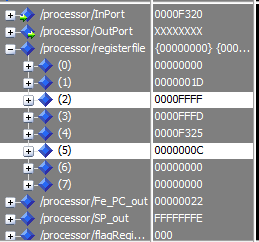 /processor/InPort 0000F320
/processor/OutPort XXXXXXXX
/processor/registerfile {00000000} {000...
(0) 00000000
(1) 0000001D
(2) 0000FFFF
(3) 0000FFFD
(4) 0000F325
(5) 0000000C
(6) 00000000
(7) 00000000
/processor/Fe_PC_out 00000022
/processor/SP_out FFFFFFFE
/processor/flagRegi... 000